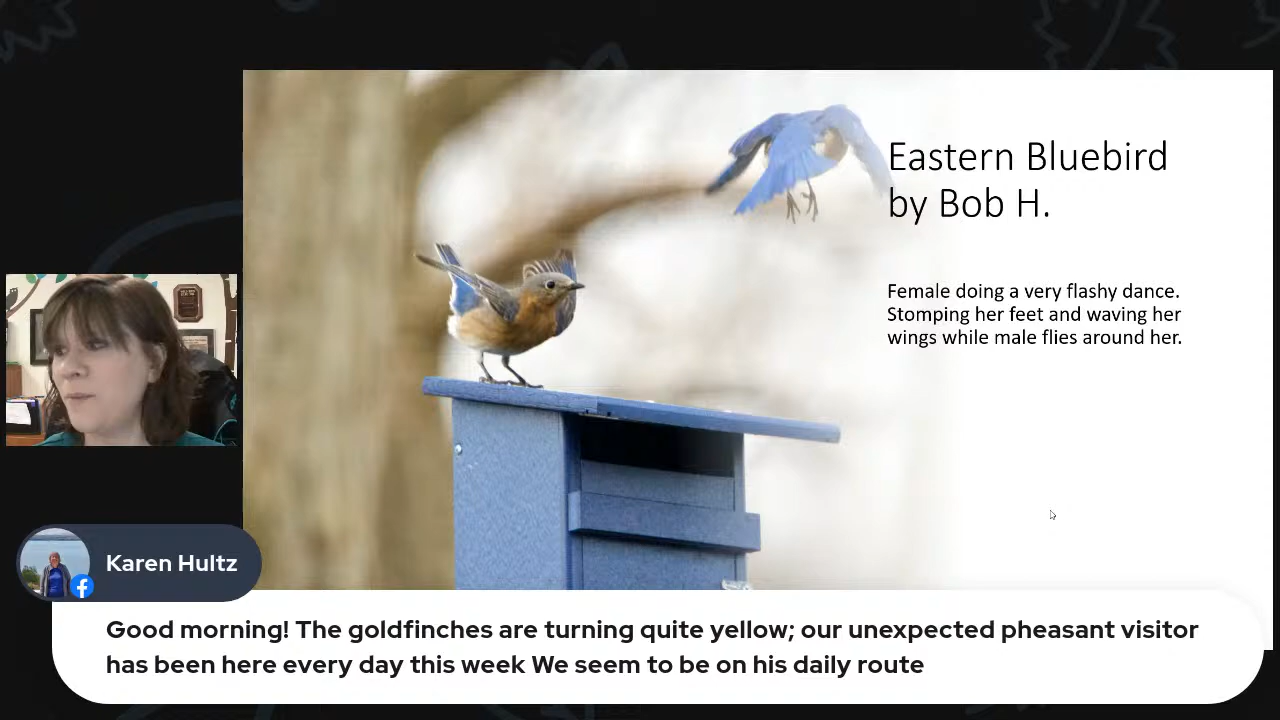 Eastern Bluebird
by Bob H.
Female doing a very flashy dance.
Stomping her feet and waving her
wings while male flies around her.
Karen Hultz
Good morning! The goldfinches are turning quite yellow; our unexpected pheasant visitor
has been here every day this week We seem to be on his daily route